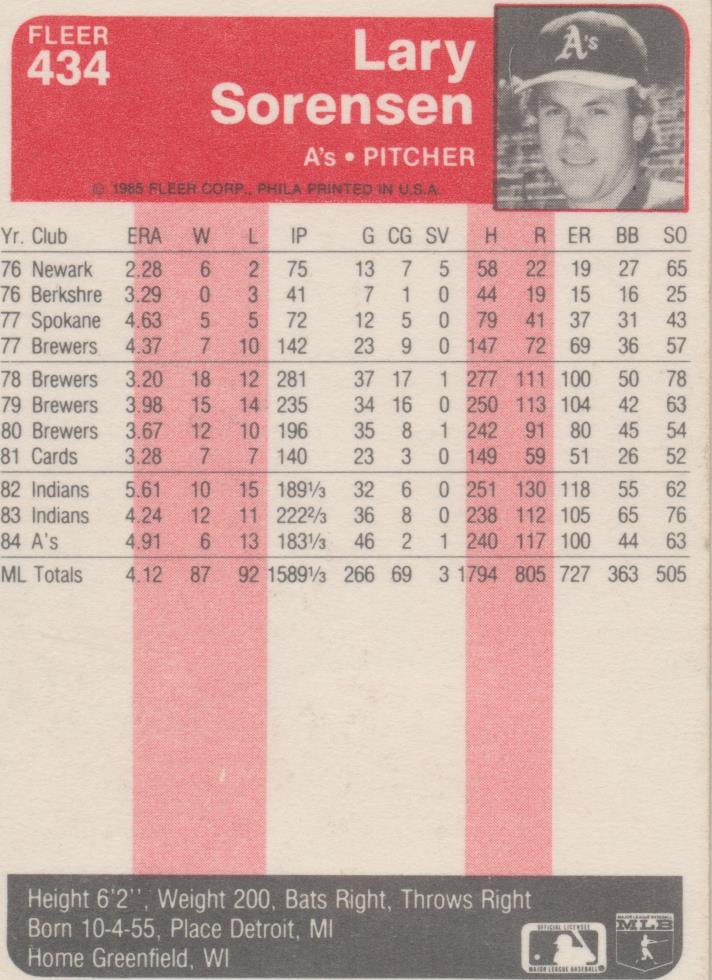 FLEER
434
Lary
Sorensen
A's • PITCHER
© 1985 FLEER CORP., PHILA PRINTED IN U.S.A.
A's
Yr. Club ERA W L IP G CG SV H R ER BB SO
76 Newark 2.28 6 2 75 13 7 5 58 22 19 27 65
76 Berkshre 3.29 0 3 41 7 1 0 44 19 15 16 25
77 Spokane 4.63 5 5 72 12 5 0 79 41 37 31 43
77 Brewers 4.37 7 10 142 23 9 0 147 72 69 36 57
78 Brewers 3.20 18 12 281 37 17 1 277 111 100 50 78
79 Brewers 3.98 15 14 235 34 16 0 250 113 104 42 63
80 Brewers 3.67 12 10 196 35 8 1 242 91 80 45 54
81 Cards 3.28 7 7 140 23 3 0 149 59 51 26 52
82 Indians 5.61 10 15 189⅓ 32 6 0 251 130 118 55 62
83 Indians 4.24 12 11 222⅔ 36 8 0 238 112 105 65 76
84 A's 4.91 6 13 183⅓ 46 2 1 240 117 100 44 63
ML Totals 4.12 87 92 1589⅓ 266 69 3 1794 805 727 363 505
Height 6'2'', Weight 200, Bats Right, Throws Right
Born 10-4-55, Place Detroit, MI
Home Greenfield, WI
OFFICIAL LICENSEE
MAJOR LEAGUE BASEBALL
MAJOR LEAGUE BASEBALL
MLB